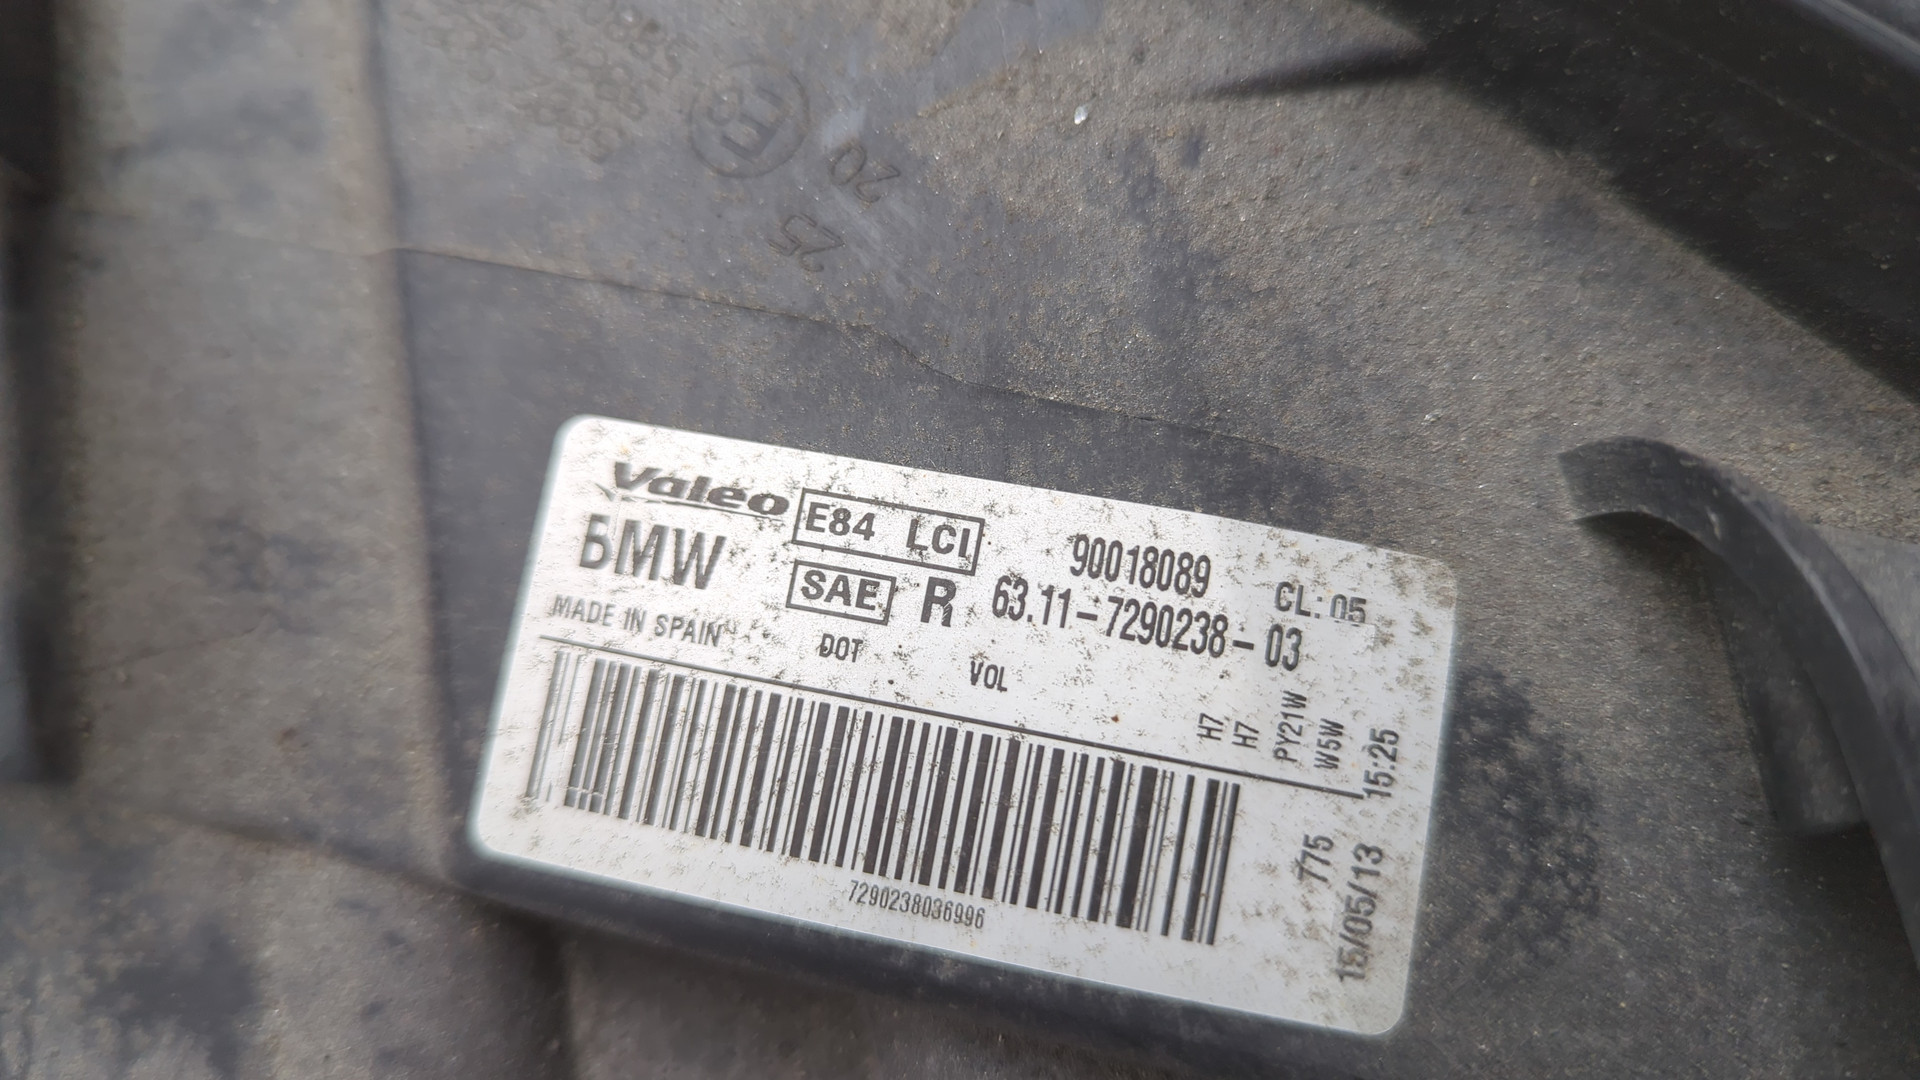 25 20
Valeo E84 LCI 90018089 CL: 05
BMW SAE R 63.11-7290238-03
MADE IN SPAIN DOT VOL
H7
H7
PY21W
W5W
15:25
775
15/05/13
7290238036996